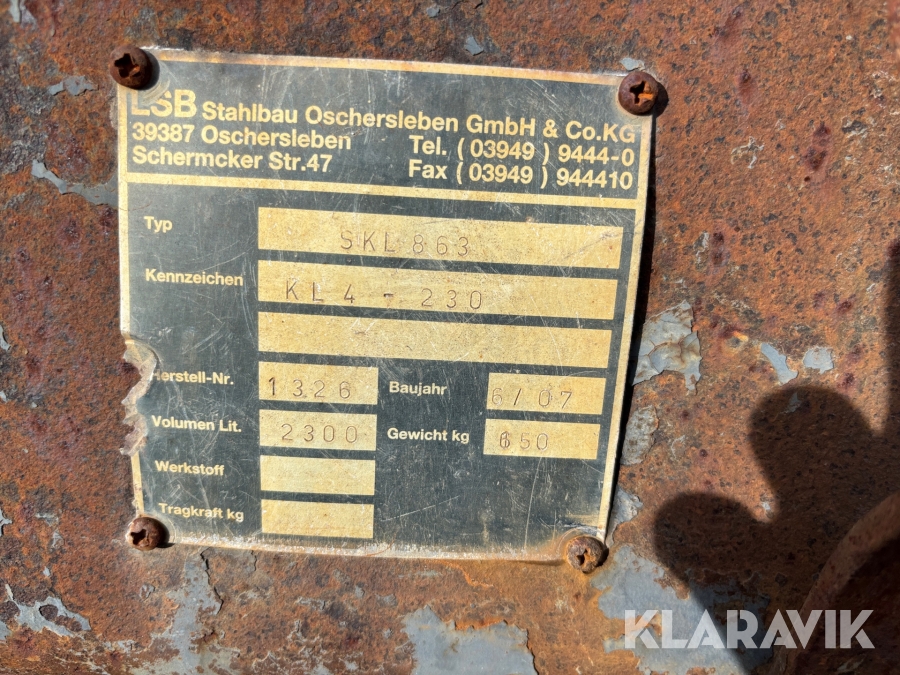 LSB Stahlbau Oschersleben GmbH & Co.KG
39387 Oschersleben Tel. (03949) 9444-0
Schermcker Str.47 Fax (03949) 944410
Typ SKL 863
Kennzeichen KL 4 - 230
-
Herstell-Nr. 1326 Baujahr 6/07
Volumen Lit. 2300 Gewicht kg 650
Werkstoff
Tragkraft kg
KLARAVIK